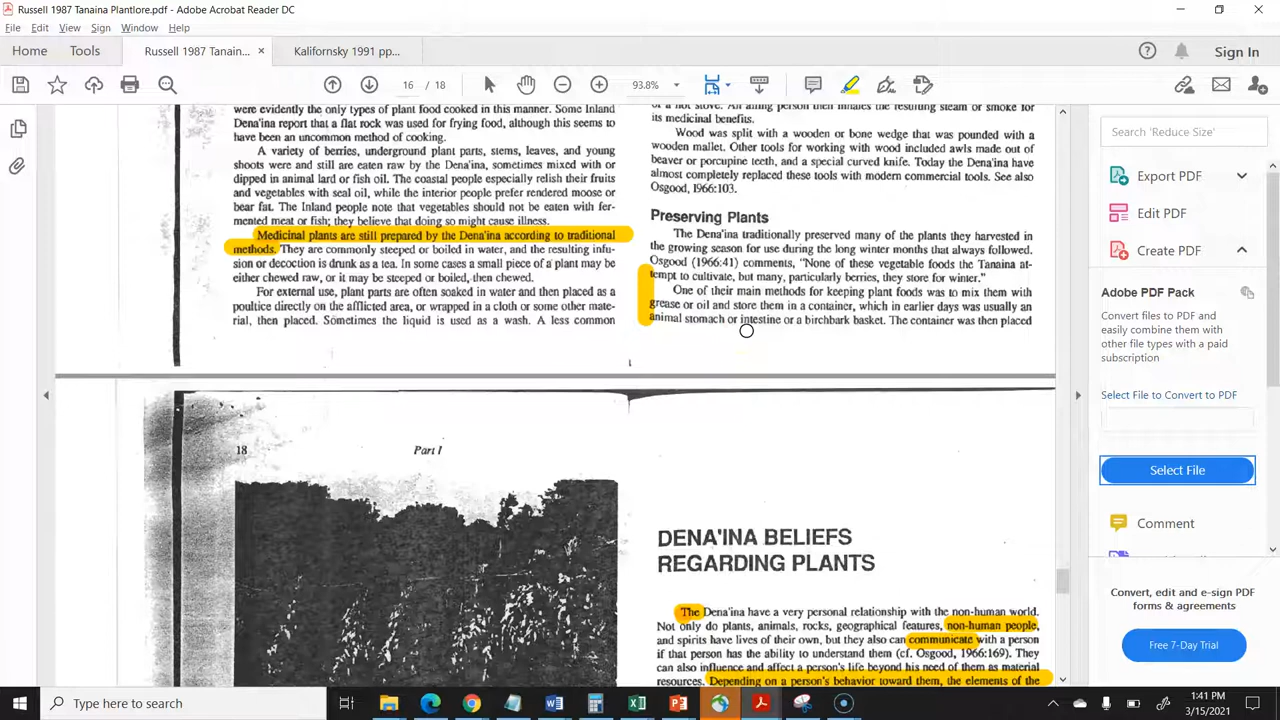 Russell 1987 Tanaina Plantlore.pdf - Adobe Acrobat Reader DC
File Edit View Sign Window Help
Home Tools Russell 1987 Tanain... × Kalifornsky 1991 pp... Sign In
16 / 18 93.8%
were evidently the only types of plant food cooked in this manner. Some Inland
Dena'ina report that a flat rock was used for frying food, although this seems to
have been an uncommon method of cooking.
A variety of berries, underground plant parts, stems, leaves, and young
shoots were and still are eaten raw by the Dena'ina, sometimes mixed with or
dipped in animal lard or fish oil. The coastal people especially relish their fruits
and vegetables with seal oil, while the interior people prefer rendered moose or
bear fat. The Inland people note that vegetables should not be eaten with fer-
mented meat or fish; they believe that doing so might cause illness.
Medicinal plants are still prepared by the Dena'ina according to traditional
methods. They are commonly steeped or boiled in water, and the resulting infu-
sion or decoction is drunk as a tea. In some cases a small piece of a plant may be
either chewed raw, or it may be steeped or boiled, then chewed.
For external use, plant parts are often soaked in water and then placed as a
poultice directly on the afflicted area, or wrapped in a cloth or some other mate-
rial, then placed. Sometimes the liquid is used as a wash. A less common
or a hot stove. An ailing person then inhales the resulting steam or smoke for
its medicinal benefits.
Wood was split with a wooden or bone wedge that was pounded with a
wooden mallet. Other tools for working with wood included awls made out of
beaver or porcupine teeth, and a special curved knife. Today the Dena'ina have
almost completely replaced these tools with modern commercial tools. See also
Osgood, 1966:103.
Preserving Plants
The Dena'ina traditionally preserved many of the plants they harvested in
the growing season for use during the long winter months that always followed.
Osgood (1966:41) comments, "None of these vegetable foods the Tanaina at-
tempt to cultivate, but many, particularly berries, they store for winter."
One of their main methods for keeping plant foods was to mix them with
grease or oil and store them in a container, which in earlier days was usually an
animal stomach or intestine or a birchbark basket. The container was then placed
18 Part I
DENA'INA BELIEFS
REGARDING PLANTS
The Dena'ina have a very personal relationship with the non-human world.
Not only do plants, animals, rocks, geographical features, non-human people,
and spirits have lives of their own, but they also can communicate with a person
if that person has the ability to understand them (cf. Osgood, 1966:169). They
can also influence and affect a person's life beyond his need of them as material
resources. Depending on a person's behavior toward them, the elements of the
Search 'Reduce Size'
Export PDF
Edit PDF
Create PDF
Adobe PDF Pack
Convert files to PDF and
easily combine them with
other file types with a paid
subscription
Select File to Convert to PDF
Select File
Comment
Convert, edit and e-sign PDF
forms & agreements
Free 7-Day Trial
Type here to search
1:41 PM
3/15/2021